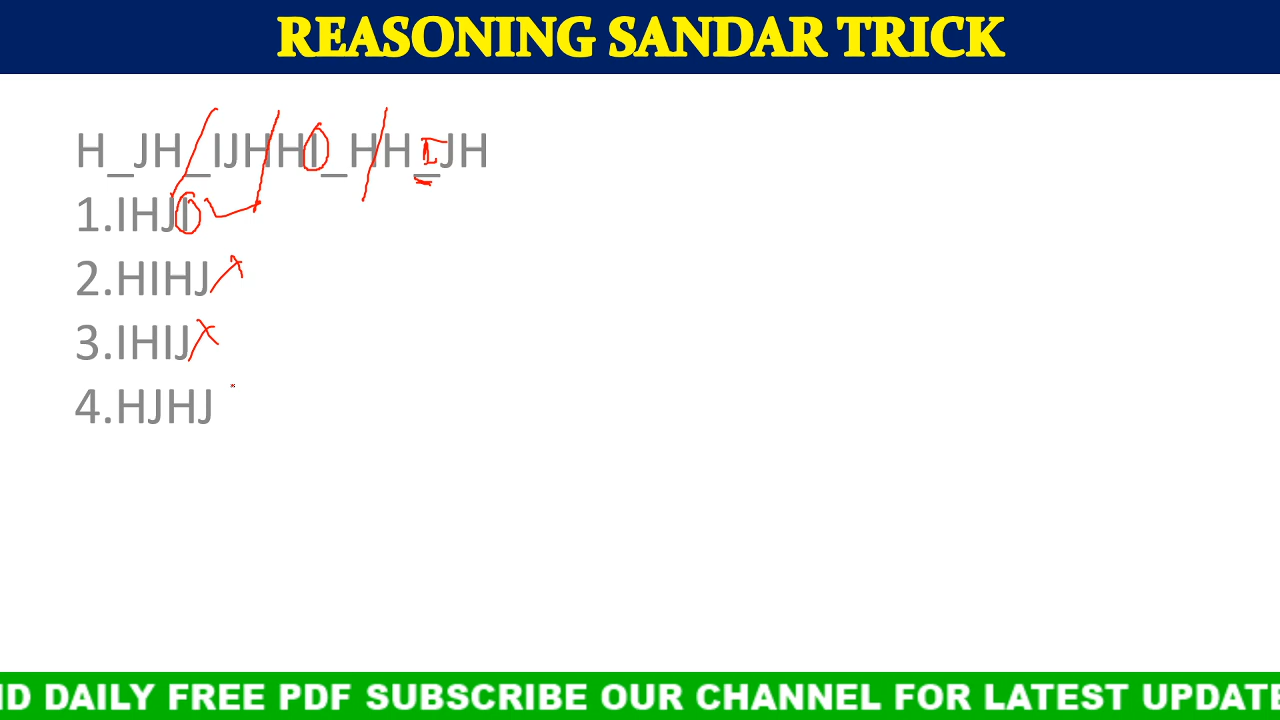 REASONING SANDAR TRICK
H_JH_IJHHI_HH_JH
I
1.IHJI
2.HIHJ
3.IHIJ
4.HJHJ
ND DAILY FREE PDF SUBSCRIBE OUR CHANNEL FOR LATEST UPDATE